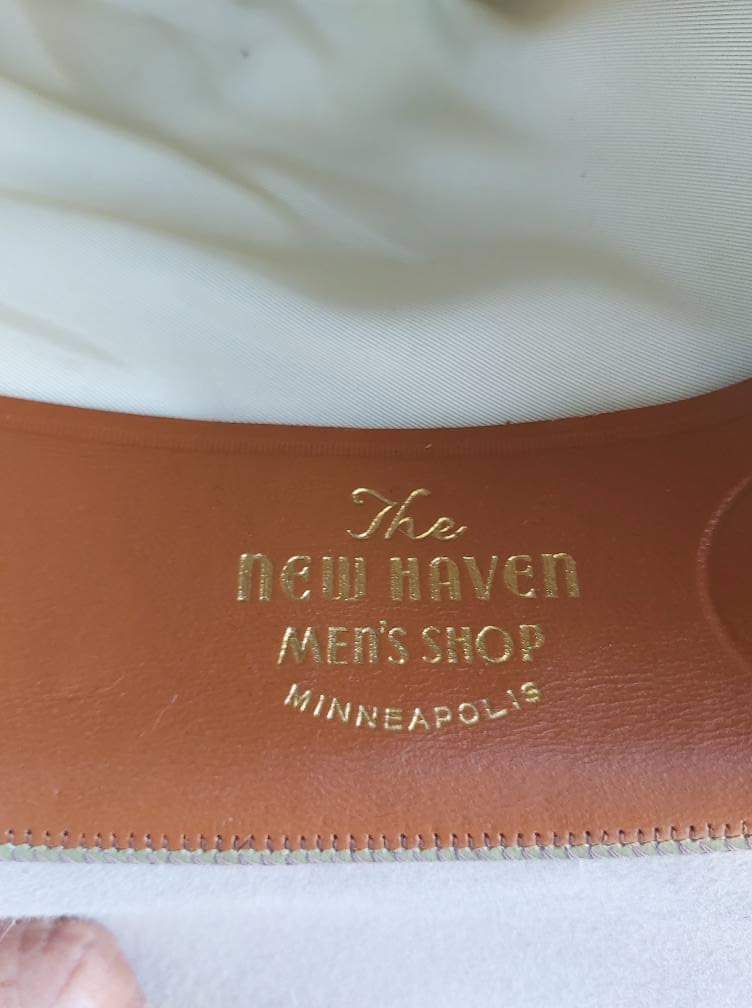 The
NEW HAVEN
MEN'S SHOP
MINNEAPOLIS